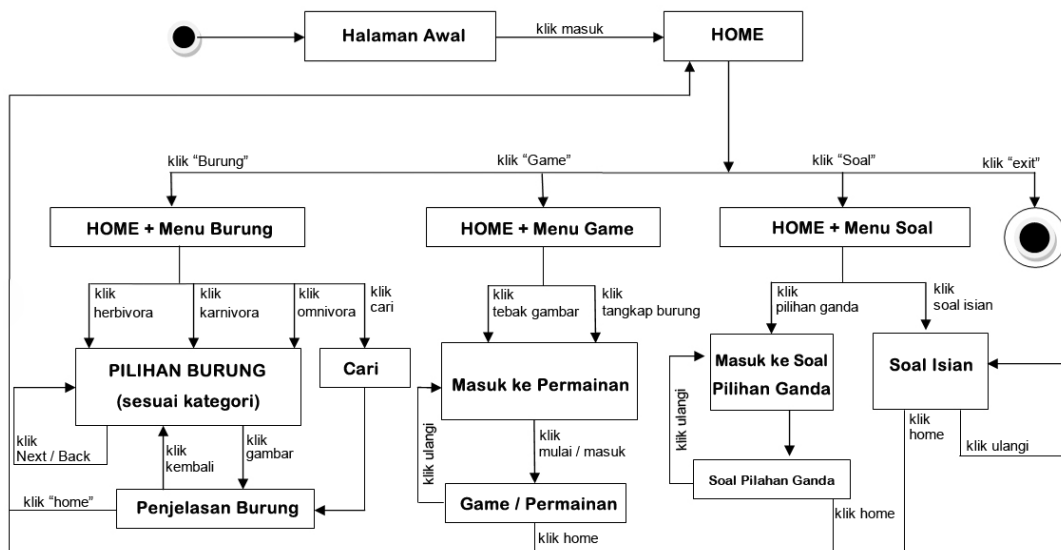 Halaman Awal
klik masuk
HOME
klik “Burung”
klik “Game”
klik “Soal”
klik “exit”
HOME + Menu Burung
HOME + Menu Game
HOME + Menu Soal
klik
herbivora
klik
karnivora
klik
omnivora
klik
cari
klik
tebak gambar
klik
tangkap burung
klik
pilihan ganda
klik
soal isian
PILIHAN BURUNG
(sesuai kategori)
Cari
Masuk ke Permainan
Masuk ke Soal
Pilihan Ganda
Soal Isian
klik
Next / Back
klik
kembali
klik
gambar
klik ulangi
klik
mulai / masuk
klik ulangi
klik
home
klik ulangi
klik “home”
Penjelasan Burung
Game / Permainan
Soal Pilahan Ganda
klik home
klik home